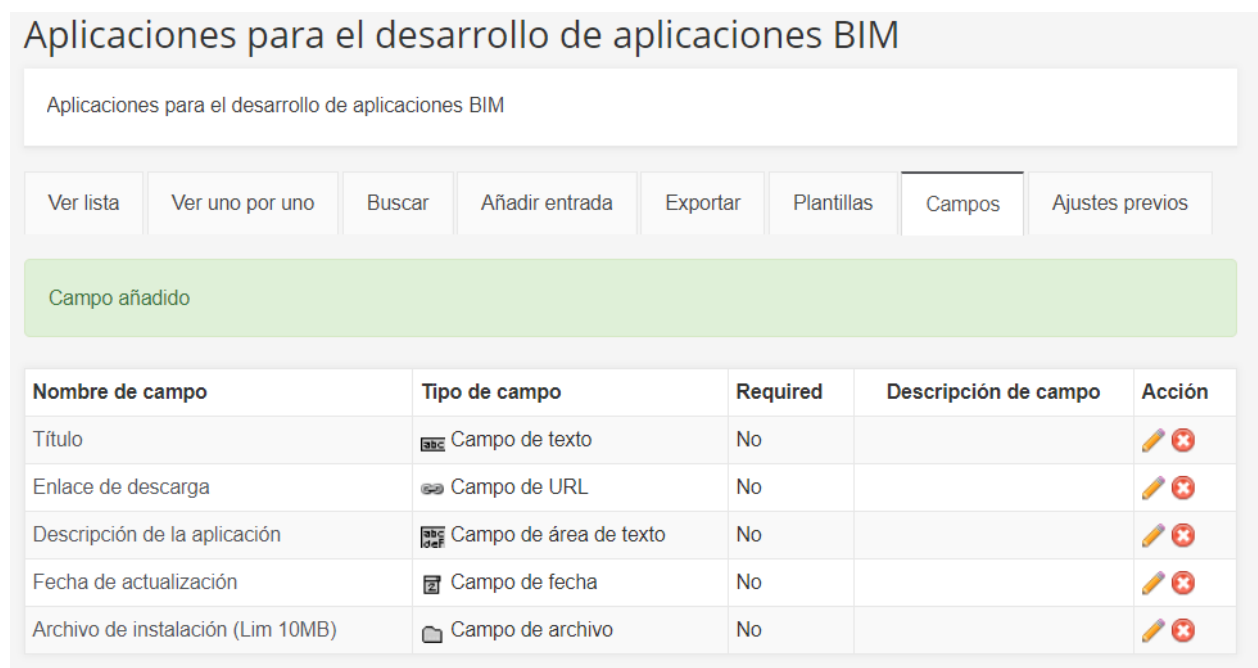 Aplicaciones para el desarrollo de aplicaciones BIM
Aplicaciones para el desarrollo de aplicaciones BIM
Ver lista Ver uno por uno Buscar Añadir entrada Exportar Plantillas Campos Ajustes previos
Campo añadido
Nombre de campo Tipo de campo Required Descripción de campo Acción
Título abc Campo de texto No
Enlace de descarga Campo de URL No
Descripción de la aplicación abc def Campo de área de texto No
Fecha de actualización 2 Campo de fecha No
Archivo de instalación (Lim 10MB) Campo de archivo No